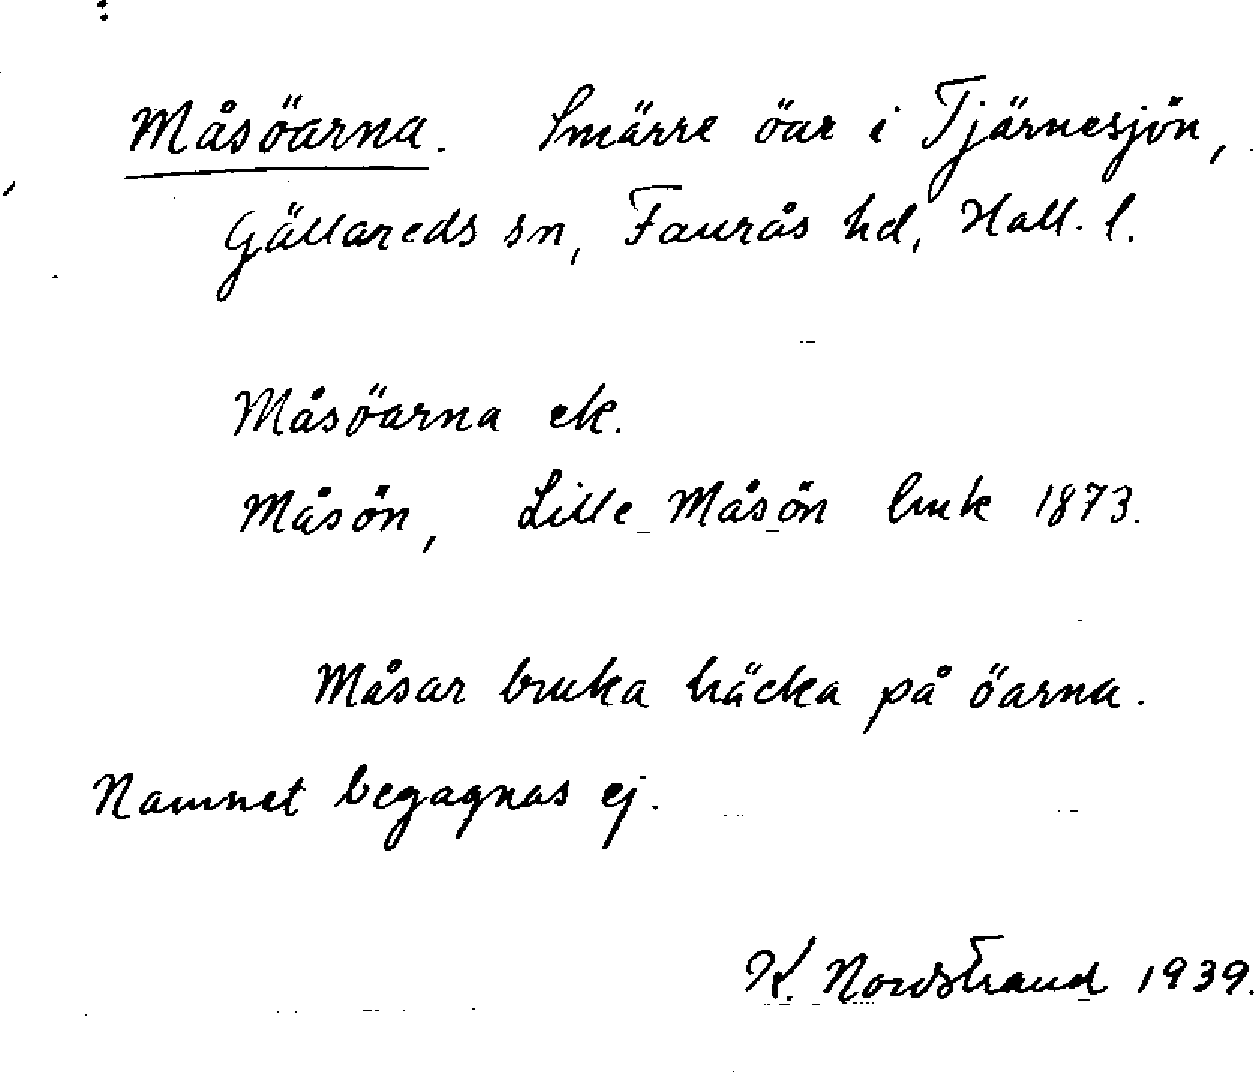 Måsöarna. Smärre öar i Tjärnesjön,
Gällareds sn, Faurås hd, Hall. l.
Måsöarna ek.
Måsön, Lille Måsön bruk 1873.
Måsar bruka häcka på öarna.
Namnet begagnas ej.
K. Nordstrand 1939.